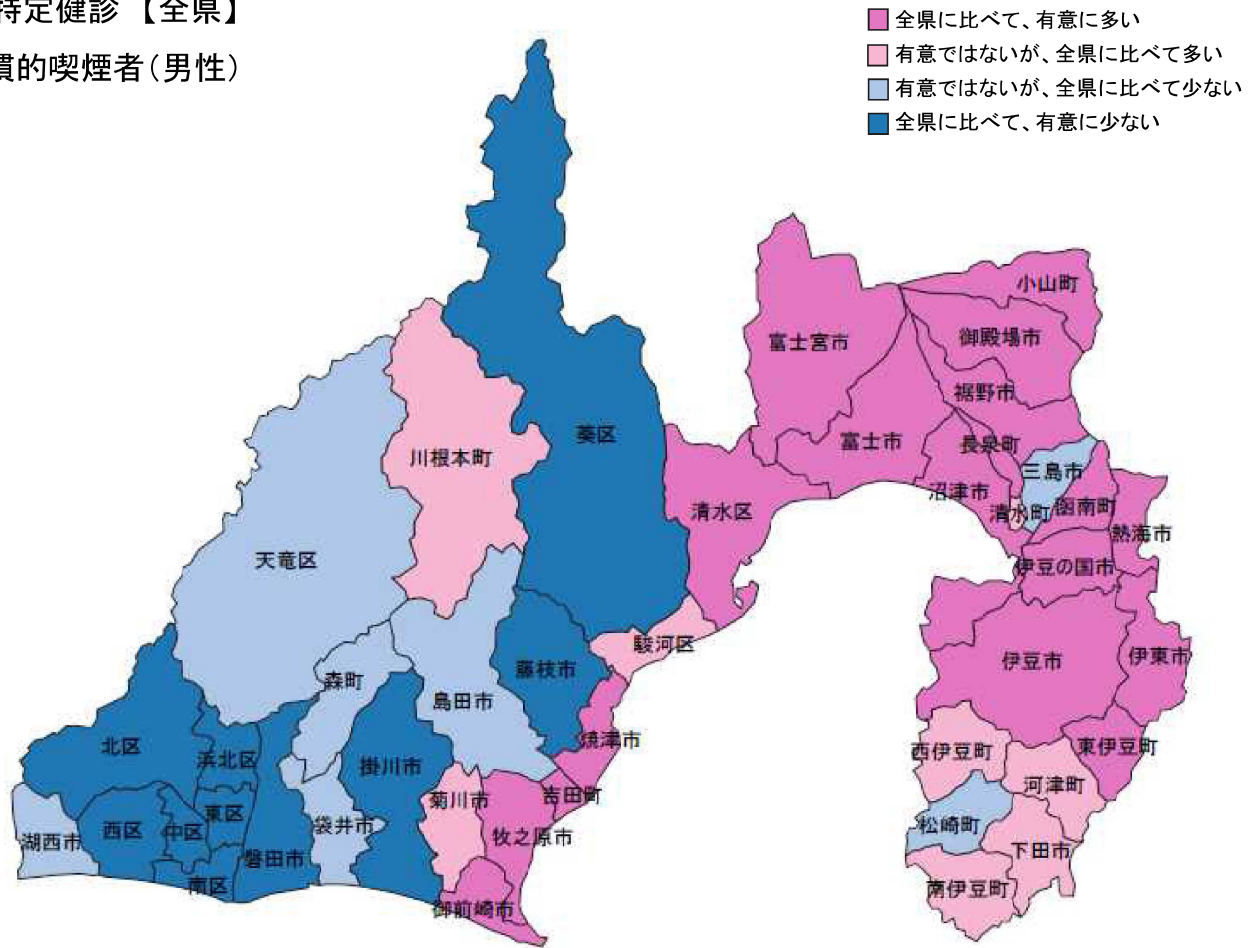 特定健診 【全県】
慣的喫煙者(男性)
全県に比べて、有意に多い
有意ではないが、全県に比べて多い
有意ではないが、全県に比べて少ない
全県に比べて、有意に少ない
小山町
御殿場市
富士宮市
裾野市
葵区
富士市
長泉町
川根本町
三島市
沼津市
清水町
函南町
清水区
熱海市
天竜区
伊豆の国市
駿河区
伊豆市
伊東市
藤枝市
森町
島田市
焼津市
北区
浜北区
掛川市
西伊豆町
東伊豆町
河津町
吉田町
菊川市
東区
松崎町
湖西市
西区
中区
袋井市
牧之原市
下田市
磐田市
南区
南伊豆町
御前崎市